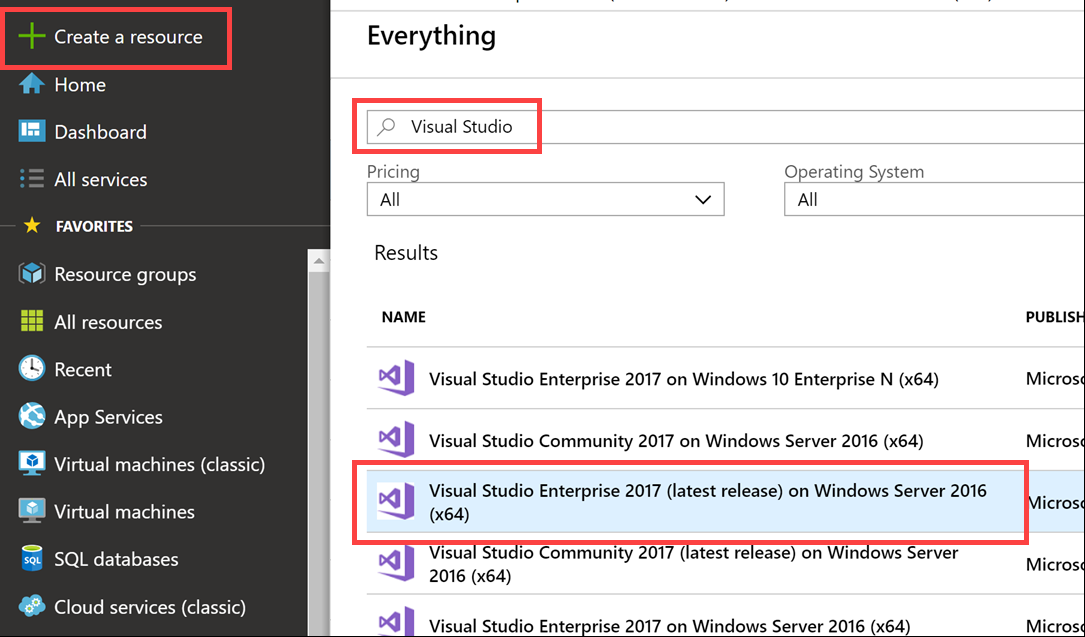 Create a resource
Home
Dashboard
All services
FAVORITES
Resource groups
All resources
Recent
App Services
Virtual machines (classic)
Virtual machines
SQL
SQL databases
Cloud services (classic)
Everything
Visual Studio
Pricing
Operating System
All
All
Results
NAME
PUBLISH
Visual Studio Enterprise 2017 on Windows 10 Enterprise N (x64)
Microso
Visual Studio Community 2017 on Windows Server 2016 (x64)
Microso
Visual Studio Enterprise 2017 (latest release) on Windows Server 2016
(x64)
Microso
Visual Studio Community 2017 (latest release) on Windows Server
2016 (x64)
Microso
Visual Studio Enterprise 2017 on Windows Server 2016 (x64)
Microso